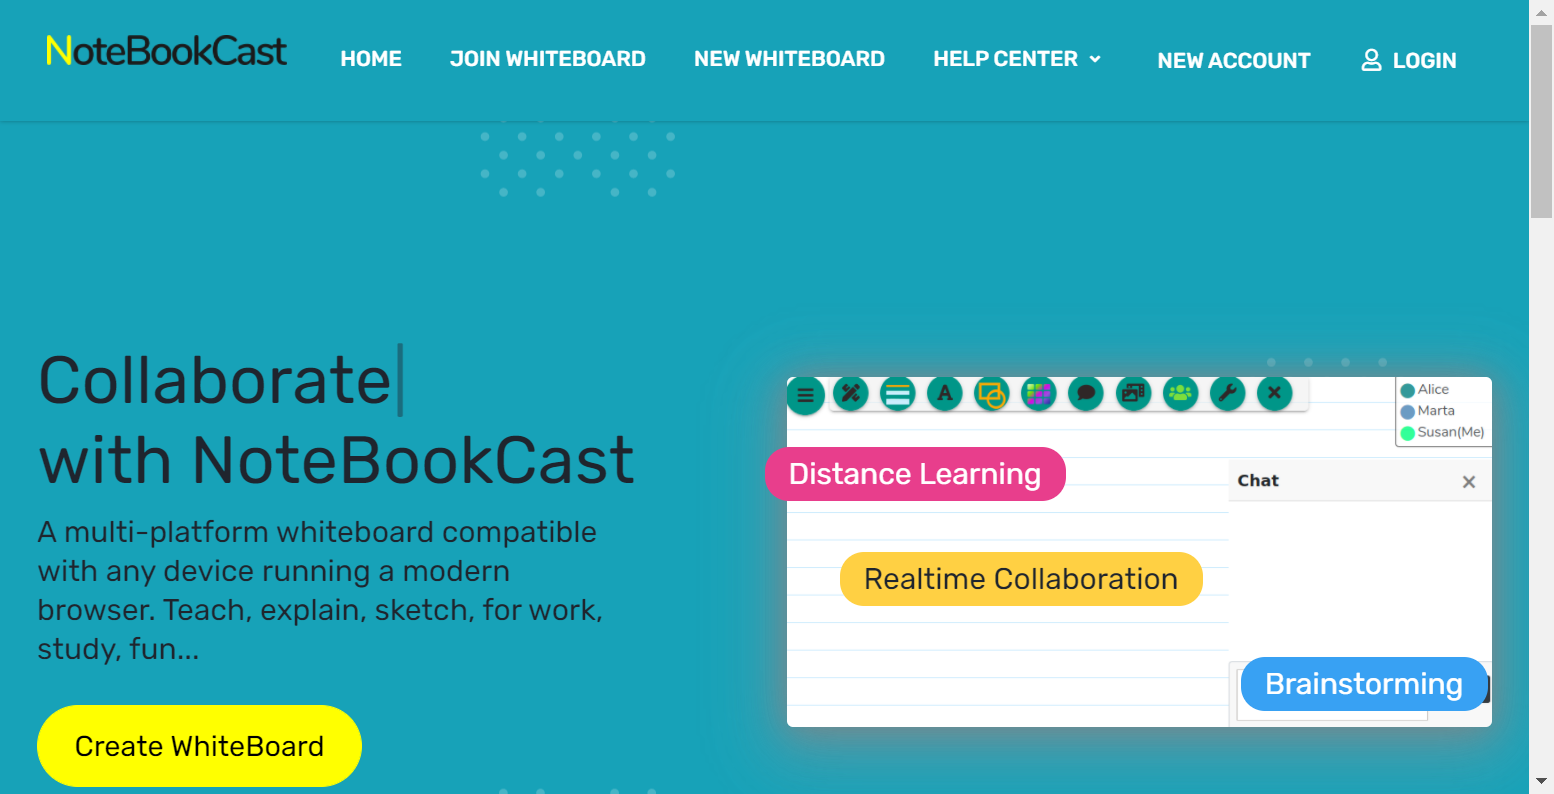 NoteBookCast
HOME
JOIN WHITEBOARD
NEW WHITEBOARD
HELP CENTER
NEW ACCOUNT
LOGIN
Collaborate
with NoteBookCast
A multi-platform whiteboard compatible
with any device running a modern
browser. Teach, explain, sketch, for work,
study, fun...
Create WhiteBoard
A
Alice
Marta
Susan(Me)
Distance Learning
Chat
Realtime Collaboration
Brainstorming